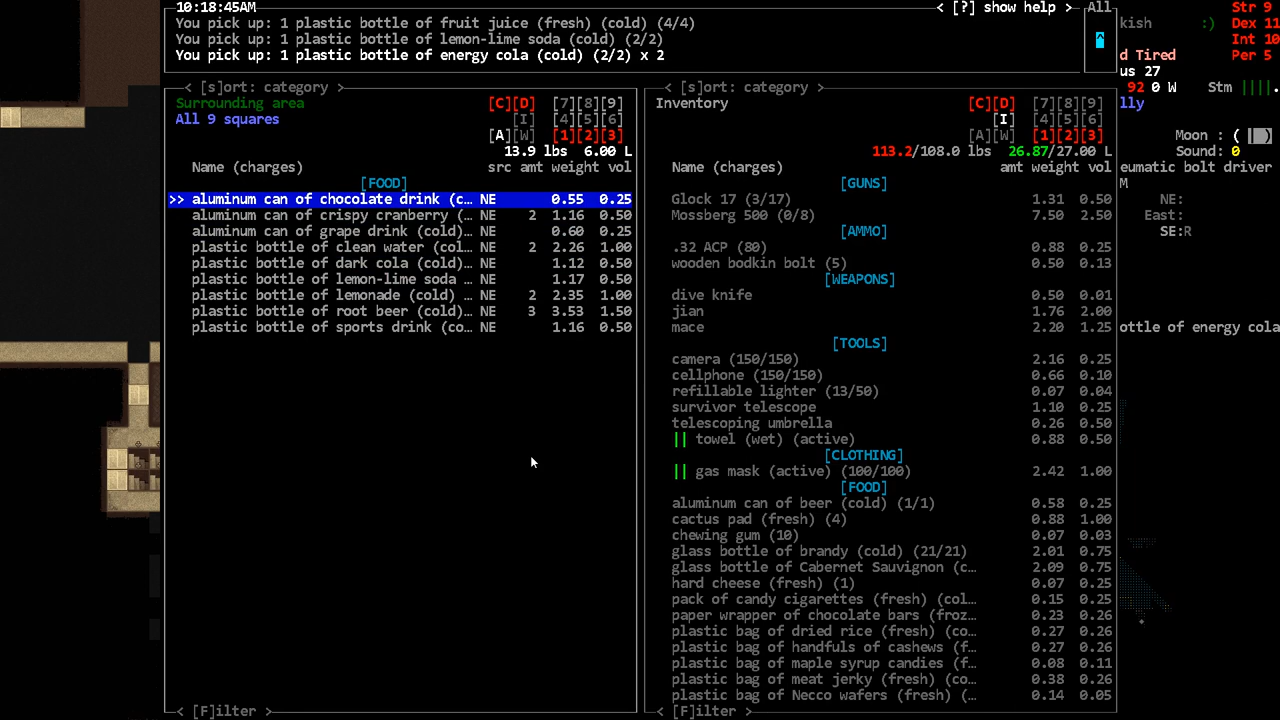 10:18:45AM < [?] show help > All Str 9
You pick up: 1 plastic bottle of fruit juice (fresh) (cold) (4/4) kish :) Dex 11
You pick up: 1 plastic bottle of lemon-lime soda (cold) (2/2) Int 10
You pick up: 1 plastic bottle of energy cola (cold) (2/2) x 2 ^ d Tired Per 5
us 27
< [s]ort: category > < [s]ort: category > 92 0 W Stm ||||.
Surrounding area [C][D] [7][8][9] Inventory [C][D] [7][8][9] lly
All 9 squares [I] [4][5][6] [I] [4][5][6]
[A][W] [1][2][3] [A][W] [1][2][3] Moon : ( |)
13.9 lbs 6.00 L 113.2/108.0 lbs 26.87/27.00 L Sound: 0
Name (charges) src amt weight vol Name (charges) amt weight vol eumatic bolt driver
[FOOD] [GUNS] M
>> aluminum can of chocolate drink (c… NE 0.55 0.25 Glock 17 (3/17) 1.31 0.50 NE:
aluminum can of crispy cranberry (… NE 2 1.16 0.50 Mossberg 500 (0/8) 7.50 2.50 East:
aluminum can of grape drink (cold)… NE 0.60 0.25 [AMMO] SE:R
plastic bottle of clean water (col… NE 2 2.26 1.00 .32 ACP (80) 0.88 0.25
plastic bottle of dark cola (cold)… NE 1.12 0.50 wooden bodkin bolt (5) 0.50 0.13
plastic bottle of lemon-lime soda … NE 1.17 0.50 [WEAPONS]
plastic bottle of lemonade (cold) … NE 2 2.35 1.00 dive knife 0.50 0.01
plastic bottle of root beer (cold)… NE 3 3.53 1.50 jian 1.76 2.00
plastic bottle of sports drink (co… NE 1.16 0.50 mace 2.20 1.25 ottle of energy cola
[TOOLS]
camera (150/150) 2.16 0.25
cellphone (150/150) 0.66 0.10
refillable lighter (13/50) 0.07 0.04
survivor telescope 1.10 0.25
telescoping umbrella 0.26 0.50
|| towel (wet) (active) 0.88 0.50
[CLOTHING]
|| gas mask (active) (100/100) 2.42 1.00
[FOOD]
aluminum can of beer (cold) (1/1) 0.58 0.25
cactus pad (fresh) (4) 0.88 1.00
chewing gum (10) 0.07 0.03
glass bottle of brandy (cold) (21/21) 2.01 0.75
glass bottle of Cabernet Sauvignon (c… 2.09 0.75
hard cheese (fresh) (1) 0.07 0.25
pack of candy cigarettes (fresh) (col… 0.15 0.25
paper wrapper of chocolate bars (froz… 0.23 0.26
plastic bag of dried rice (fresh) (co… 0.27 0.26
plastic bag of handfuls of cashews (f… 0.27 0.26
plastic bag of maple syrup candies (f… 0.08 0.11
plastic bag of meat jerky (fresh) (co… 0.38 0.26
plastic bag of Necco wafers (fresh) (… 0.14 0.05
< [F]ilter > < [F]ilter >